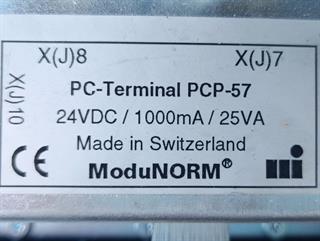 X(J)8 X(J)7
X(J)10
PC-Terminal PCP-57
24VDC / 1000mA / 25VA
Made in Switzerland
CE ModuNORM®